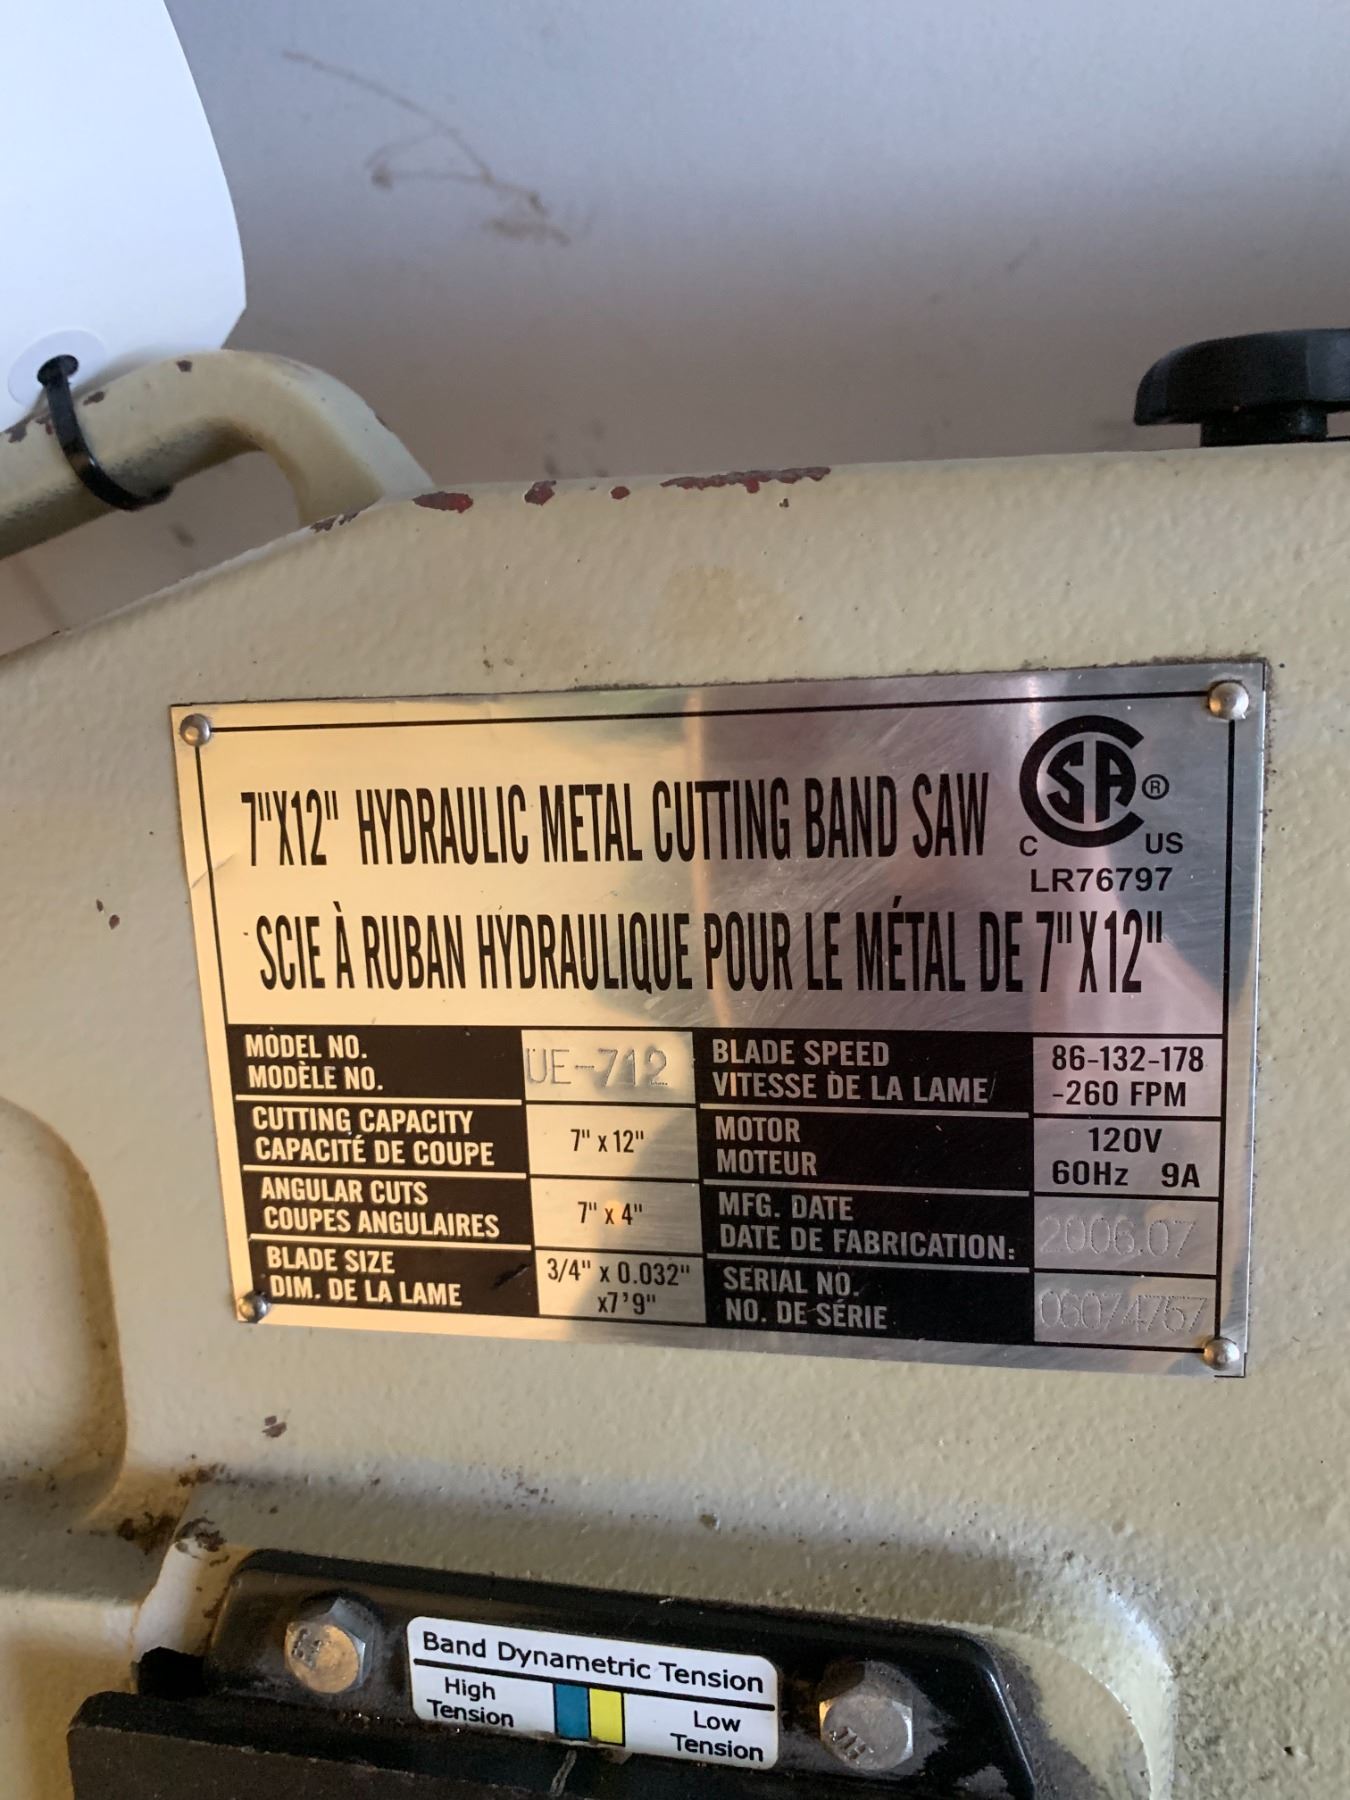 7"X12" HYDRAULIC METAL CUTTING BAND SAW
CSA ®
C US
LR76797
SCIE À RUBAN HYDRAULIQUE POUR LE MÉTAL DE 7"X12"
MODEL NO.
MODÈLE NO.
UE-712
BLADE SPEED
VITESSE DE LA LAME
86-132-178
-260 FPM
CUTTING CAPACITY
CAPACITÉ DE COUPE
7" x 12"
MOTOR
MOTEUR
120V
60Hz 9A
ANGULAR CUTS
COUPES ANGULAIRES
7" x 4"
MFG. DATE
DATE DE FABRICATION:
2006.07
BLADE SIZE
DIM. DE LA LAME
3/4" x 0.032"
x7'9"
SERIAL NO.
NO. DE SÉRIE
06074757
Band Dynametric Tension
High
Tension
Low
Tension
JH